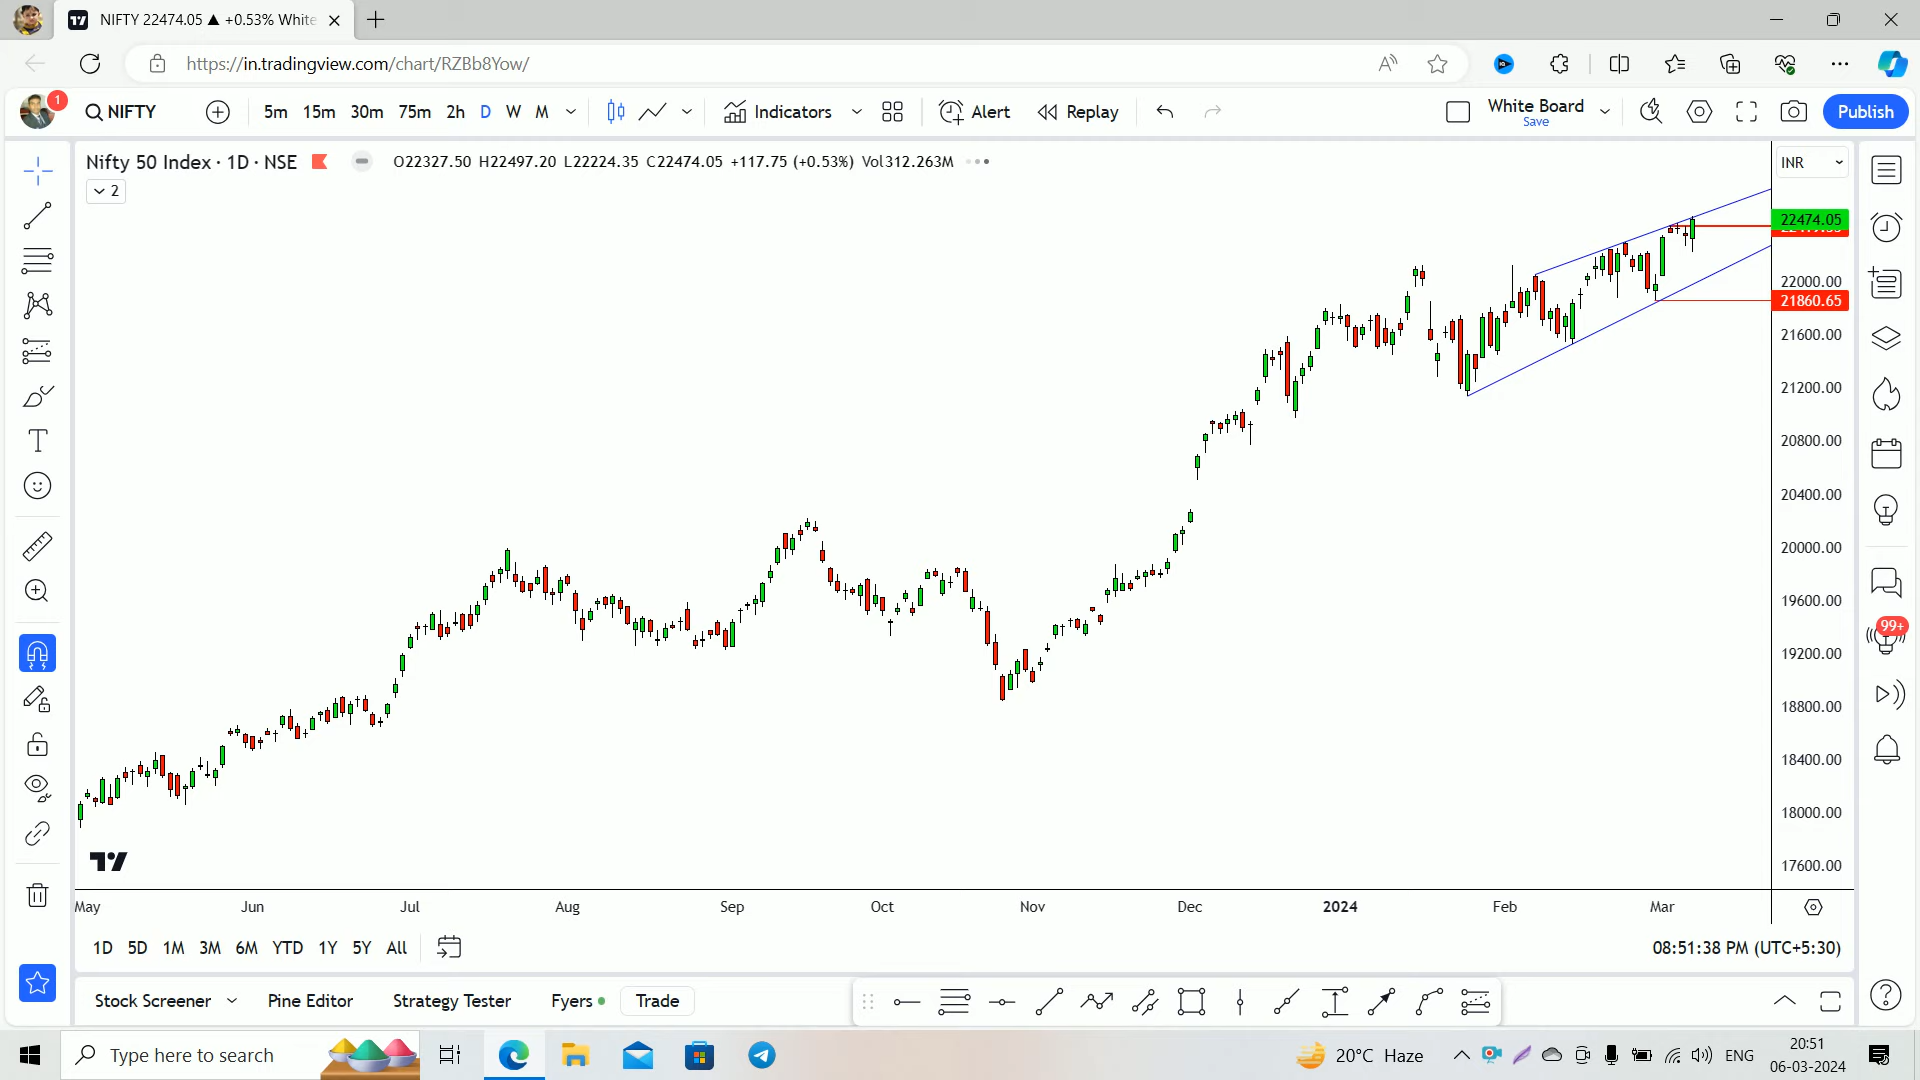 NIFTY 22474.05 ▲ +0.53% White
https://in.tradingview.com/chart/RZBb8Yow/
1
NIFTY
5m 15m 30m 75m 2h D W M
Indicators
Alert
Replay
White Board
Save
Publish
Nifty 50 Index · 1D · NSE
O22327.50 H22497.20 L22224.35 C22474.05 +117.75 (+0.53%) Vol312.263M
2
INR
22474.05
22000.00
21860.65
21600.00
21200.00
20800.00
20400.00
20000.00
19600.00
19200.00
18800.00
18400.00
18000.00
17600.00
99+
May Jun Jul Aug Sep Oct Nov Dec 2024 Feb Mar
1D 5D 1M 3M 6M YTD 1Y 5Y All
08:51:38 PM (UTC+5:30)
Stock Screener
Pine Editor
Strategy Tester
Fyers
Trade
Type here to search
20°C Haze
ENG
20:51
06-03-2024